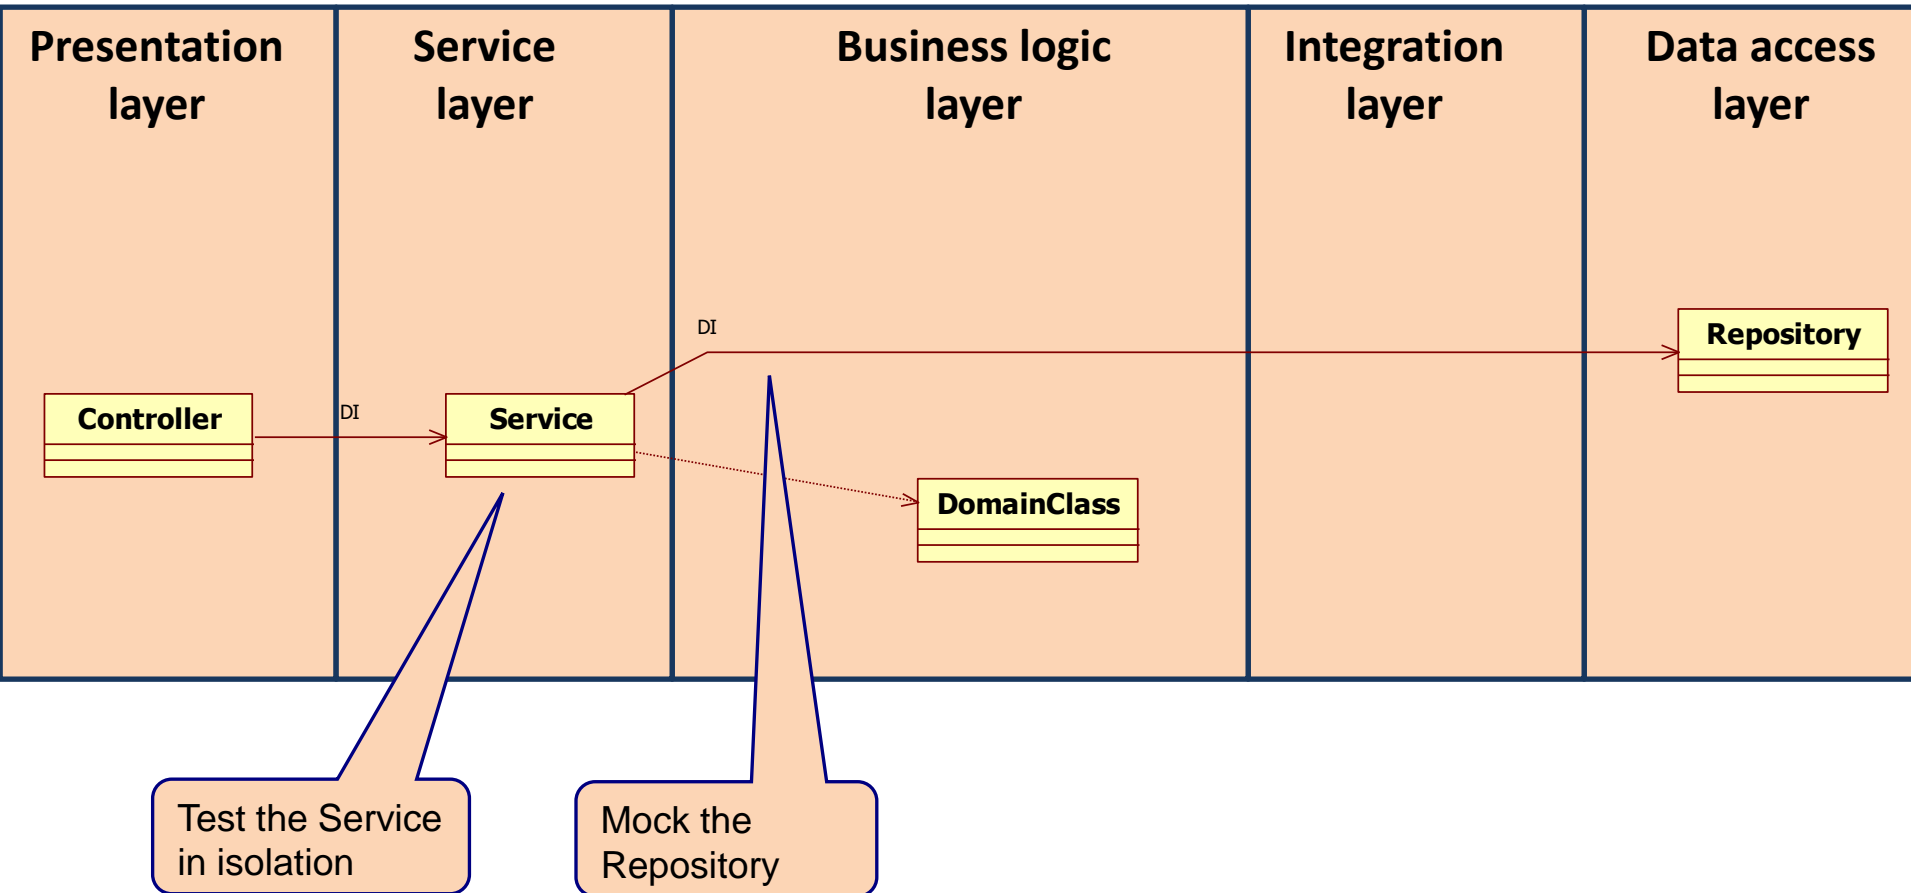 Presentation
layer
Service
layer
Business logic
layer
Integration
layer
Data access
layer
DI
Repository
Controller
DI
Service
DomainClass
Test the Service
in isolation
Mock the
Repository